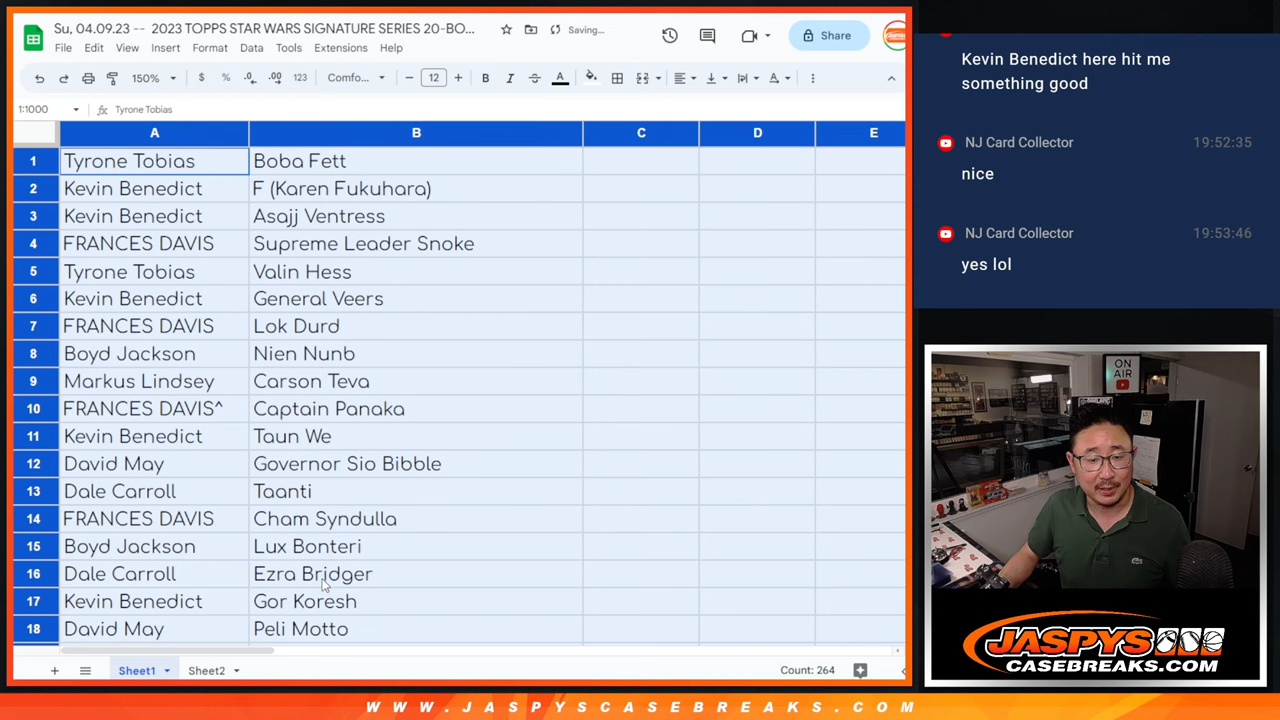 Su, 04.09.23 -- 2023 TOPPS STAR WARS SIGNATURE SERIES 20-BO...
Saving...
Share
File Edit View Insert Format Data Tools Extensions Help
150% $ % .0 .00 123 Comfo... - 12 + B I S A
1:1000 fx Tyrone Tobias
A B C D E
1 Tyrone Tobias Boba Fett
2 Kevin Benedict F (Karen Fukuhara)
3 Kevin Benedict Asajj Ventress
4 FRANCES DAVIS Supreme Leader Snoke
5 Tyrone Tobias Valin Hess
6 Kevin Benedict General Veers
7 FRANCES DAVIS Lok Durd
8 Boyd Jackson Nien Nunb
9 Markus Lindsey Carson Teva
10 FRANCES DAVIS^ Captain Panaka
11 Kevin Benedict Taun We
12 David May Governor Sio Bibble
13 Dale Carroll Taanti
14 FRANCES DAVIS Cham Syndulla
15 Boyd Jackson Lux Bonteri
16 Dale Carroll Ezra Bridger
17 Kevin Benedict Gor Koresh
18 David May Peli Motto
+ Sheet1 Sheet2 Count: 264
Kevin Benedict here hit me
something good
NJ Card Collector 19:52:35
nice
NJ Card Collector 19:53:46
yes lol
ON
AIR
JASPYS
CASEBREAKS.COM
WWW.JASPYSCASEBREAKS.COM